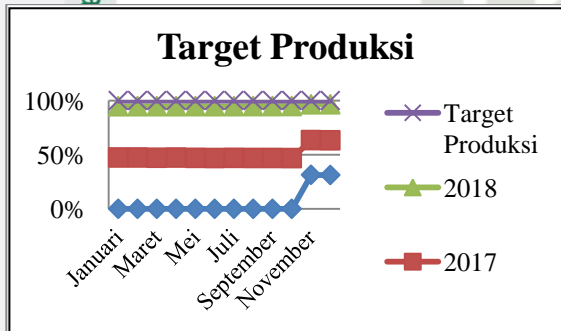 Target Produksi
100%
50%
0%
Januari
Maret
Mei
Juli
September
November
Target
Produksi
2018
2017